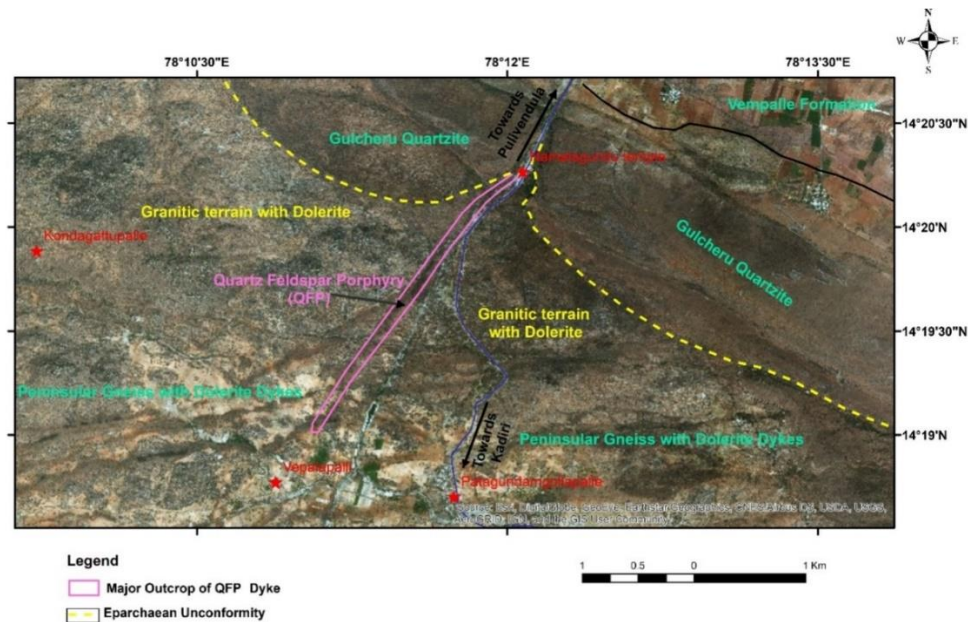 N
W E
S
78°10'30"E 78°12'E 78°13'30"E
Towards
Pulivendula
Vempalle Formation
14°20'30"N
Gulcheru Quartzite
Granitic terrain with Dolerite
14°20'N
Gulcheru Quartzite
Quartz Feldspar Porphyry
(QFP)
Granitic terrain
with Dolerite
14°19'30"N
Peninsular Gneiss with Dolerite Dykes
Towards
Kadiri
Peninsular Gneiss with Dolerite Dykes
14°19'N
Legend
Major Outcrop of QFP Dyke
Eparchaean Unconformity
1 0.5 0 1 Km